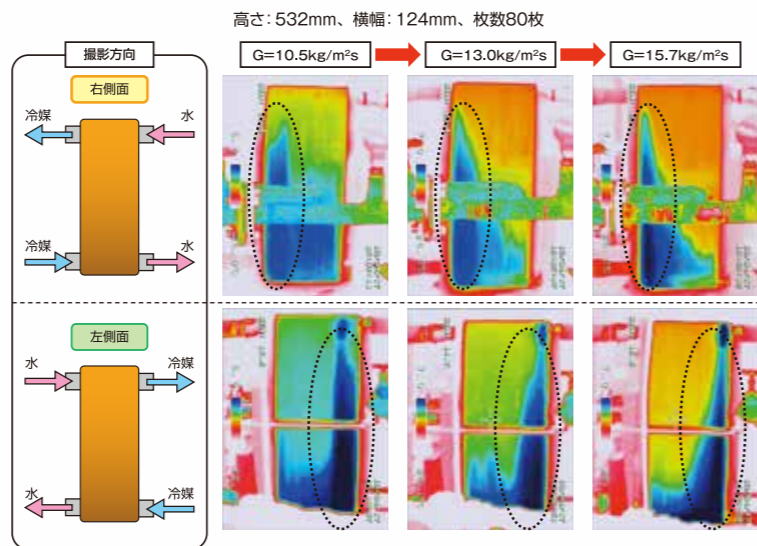 高さ：532mm、横幅：124mm、枚数80枚
撮影方向
G=10.5kg/m²s
G=13.0kg/m²s
G=15.7kg/m²s
右側面
冷媒
水
冷媒
水
左側面
水
冷媒
水
冷媒